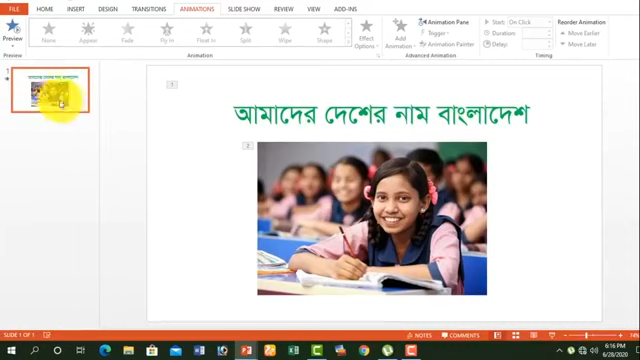 FILE HOME INSERT DESIGN TRANSITIONS ANIMATIONS SLIDE SHOW REVIEW VIEW ADD-INS
Preview
None Appear Fade Fly In Float In Split Wipe Shape
Effect Options
Add Animation
Animation Pane
Trigger
Animation Painter
Start: On Click
Duration:
Delay:
Reorder Animation
Move Earlier
Move Later
Preview Animation Advanced Animation Timing
1
আমাদের দেশের নাম বাংলাদেশ
1
আমাদের দেশের নাম বাংলাদেশ
2
SLIDE 1 OF 1
NOTES COMMENTS
74%
6:16 PM
6/28/2020